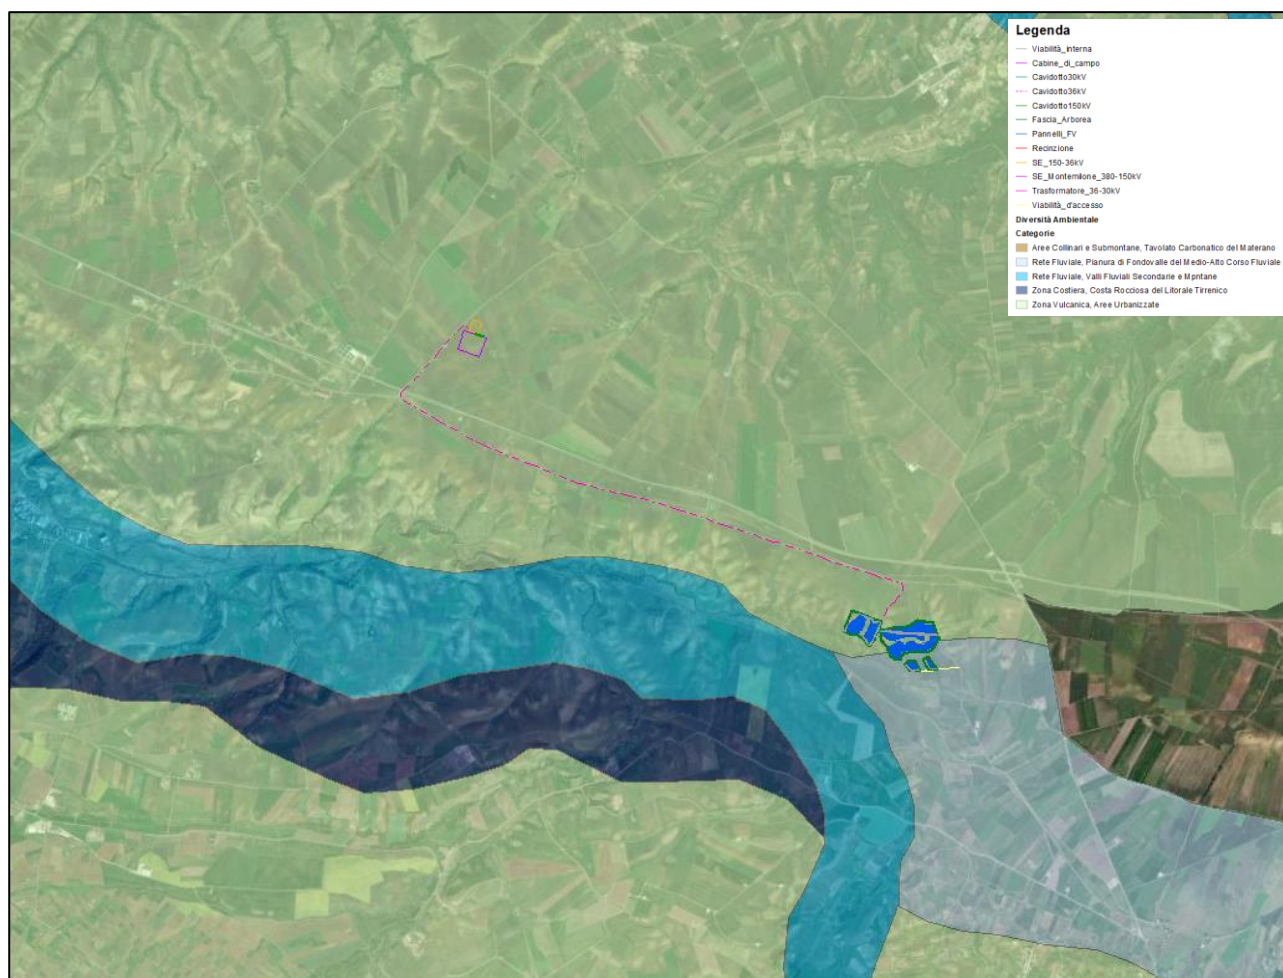 Legenda
Viabilità_interna
Cabine_di_campo
Cavidotto30kV
Cavidotto36kV
Cavidotto150kV
Fascia_Arborea
Pannelli_FV
Recinzione
SE_150-36kV
SE_Montemilone_380-150kV
Trasformatore_36-30kV
Viabilità_d'accesso
Diversità Ambientale
Categorie
Aree Collinari e Submontane, Tavolato Carbonatico del Materano
Rete Fluviale, Pianura di Fondovalle del Medio-Alto Corso Fluviale
Rete Fluviale, Valli Fluviali Secondarie e Mpntane
Zona Costiera, Costa Rocciosa del Litorale Tirrenico
Zona Vulcanica, Aree Urbanizzate